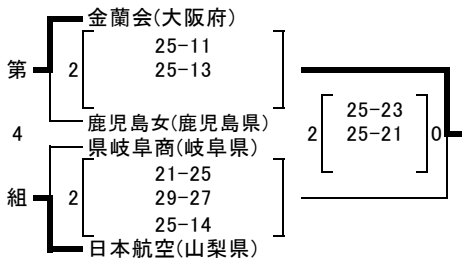 金蘭会(大阪府)
25-11
第 2 25-13
鹿児島女(鹿児島県)
25-23
4 2 25-21 0
県岐阜商(岐阜県)
21-25
組 2 29-27
25-14
日本航空(山梨県)